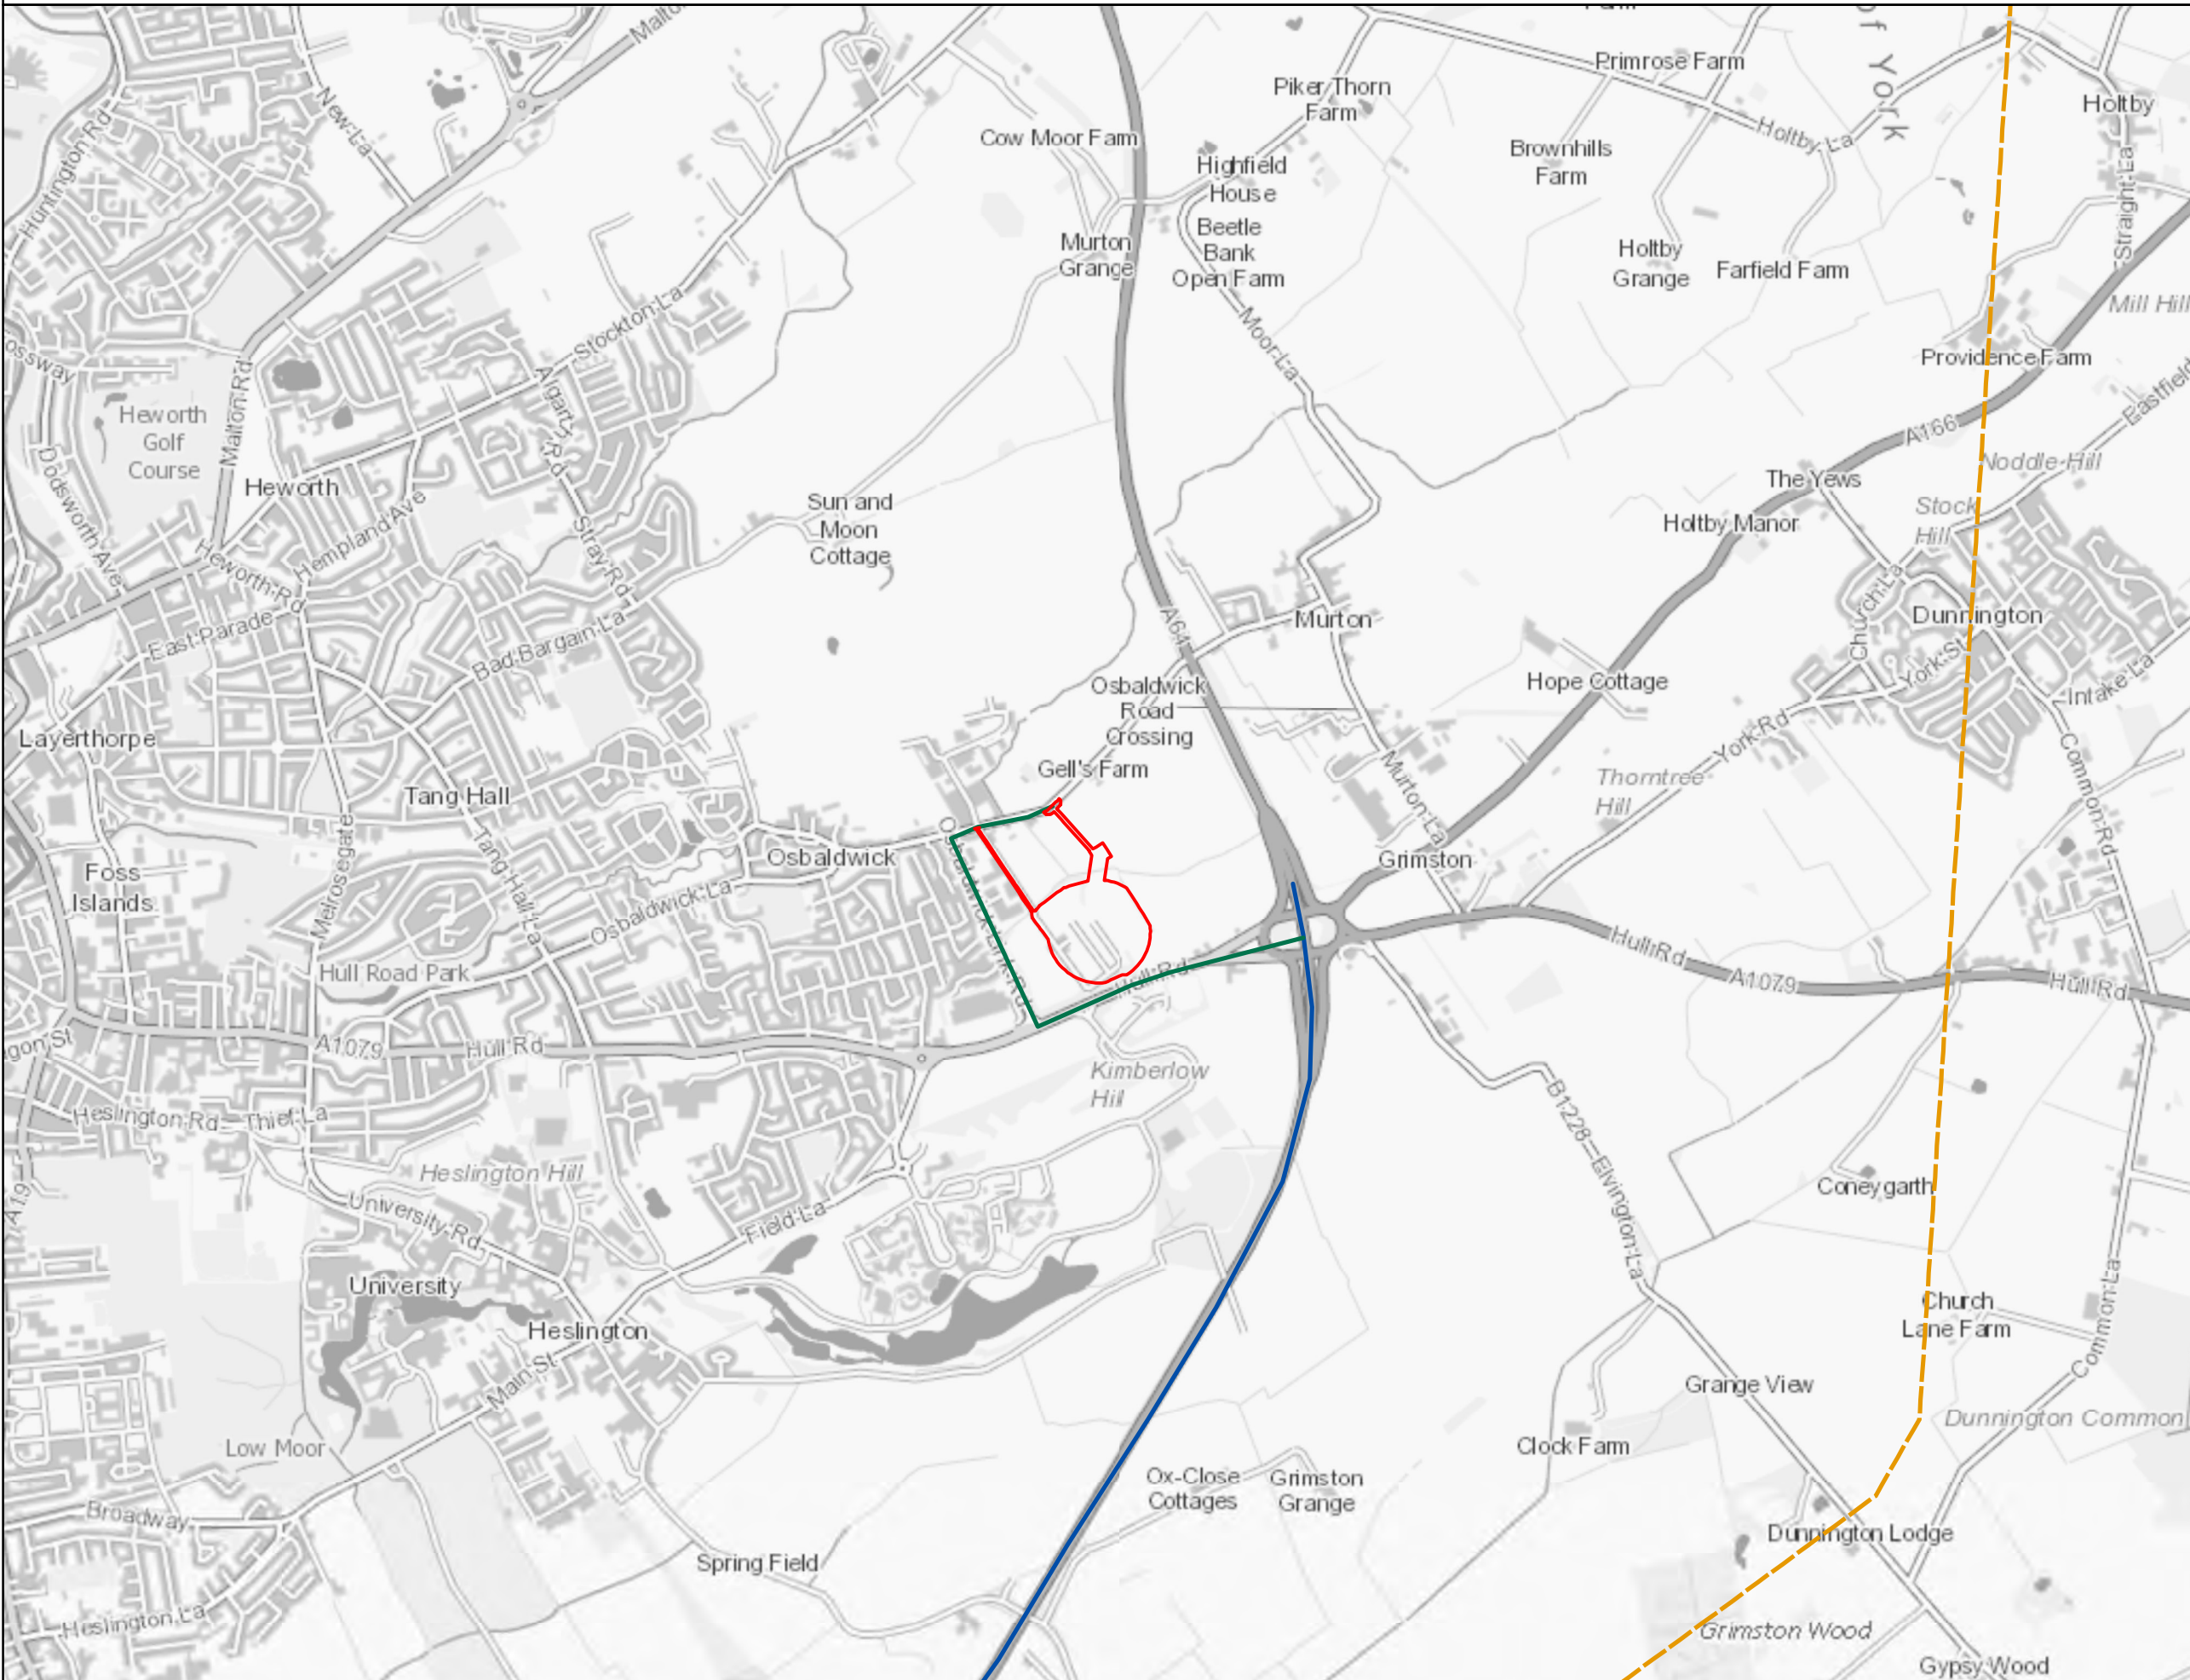 Malto
of York
Primrose Farm
Piker Thorn
Farm
Holtby
New La
Huntington Rd
Cow Moor Farm
Holtby La
Brownhills
Farm
Highfield
House
Straight La
Beetle
Bank
Open Farm
Murton
Grange
Holtby
Grange
Farfield Farm
Stockton La
Mill Hill
Moor La
ossway
Providence Farm
Malton Rd
Algarth Rd
Eastfield
Heworth
Golf
Course
A166
Noddle Hill
Dodsworth Ave
Heworth
The Yews
Sun and
Moon
Cottage
Stock
Hill
Hempland Ave
Stray Rd
Holtby Manor
Heworth Rd
Church La
A64
Murton
Dunnington
East Parade
Bad Bargain La
York St
Osbaldwick
Road
Crossing
Hope Cottage
Intake La
Layerthorpe
York Rd
Gell's Farm
Murton La
Thorntree
Hill
Common Rd
Tang Hall
Osbaldwick
Grimston
Foss
Islands
Melrosegate
Tang Hall La
Osbaldwick La
Osbaldwick Link Rd
Hull Road Park
Hull Rd
Hull Rd
A1079
Hull Rd
gon St
A1079
Hull Rd
Kimberlow
Hill
Heslington Rd
Thief La
B1228
Elvington La
Heslington Hill
Coneygarth
A19
University Rd
Field La
University
Church
Lane Farm
Common La
Heslington
Main St
Grange View
Dunnington Common
Low Moor
Clock Farm
Ox-Close
Cottages
Grimston
Grange
Broadway
Dunnington Lodge
Spring Field
Heslington La
Grimston Wood
Gypsy Wood